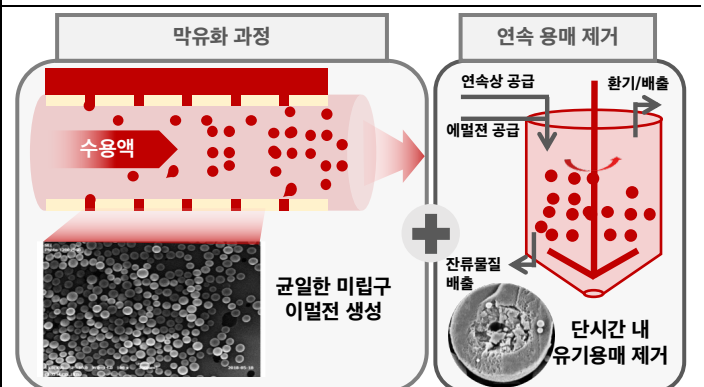 막유화 과정
연속 용매 제거
수용액
균일한 미립구
이멀전 생성
연속상 공급
환기/배출
에멀젼 공급
잔류물질
배출
단시간 내
유기용매 제거